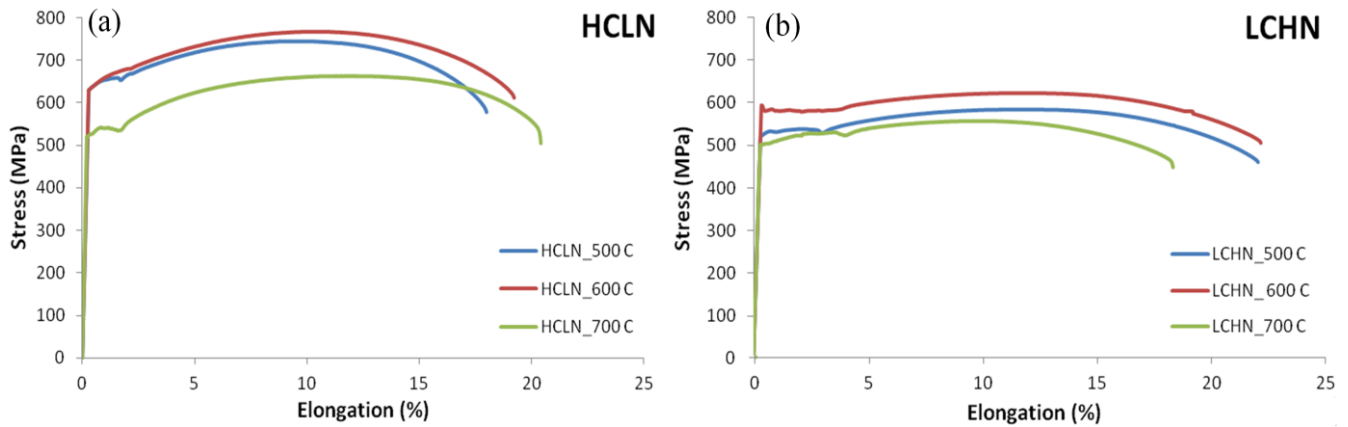 (a)
HCLN
Stress (MPa)
800
700
600
500
400
300
200
100
0
HCLN_500 C
HCLN_600 C
HCLN_700 C
0 5 10 15 20 25
Elongation (%)
(b)
LCHN
Stress (MPa)
800
700
600
500
400
300
200
100
0
LCHN_500 C
LCHN_ 600 C
LCHN_700 C
0 5 10 15 20 25
Elongation (%)